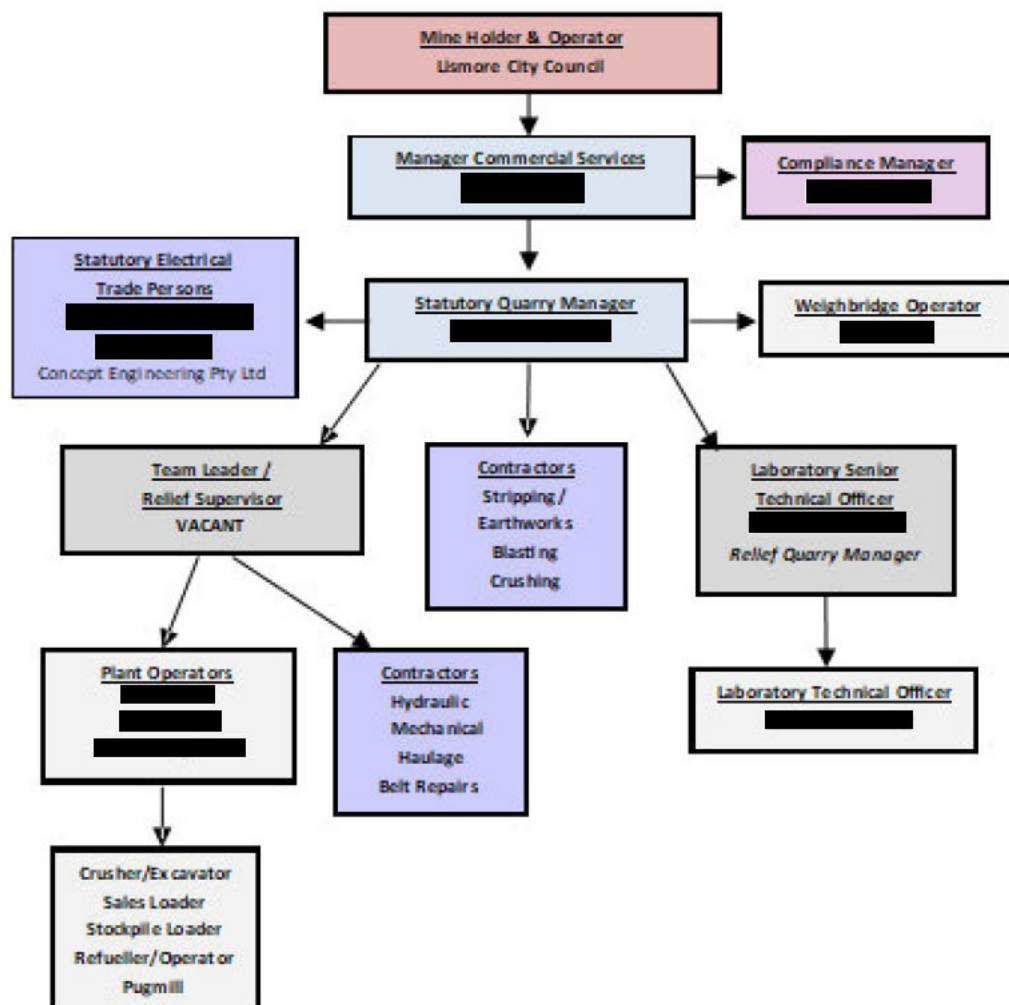 Mine Holder & Operator
Lismore City Council
Manager Commercial Services
Compliance Manager
Statutory Electrical
Trade Persons
Concept Engineering Pty Ltd
Statutory Quarry Manager
Weighbridge Operator
Team Leader /
Relief Supervisor
VACANT
Contractors
Stripping/
Earthworks
Blasting
Crushing
Laboratory Senior
Technical Officer
Relief Quarry Manager
Plant Operators
Contractors
Hydraulic
Mechanical
Haulage
Belt Repairs
Laboratory Technical Officer
Crusher/Excavator
Sales Loader
Stockpile Loader
Refueller/Operator
Pugmill